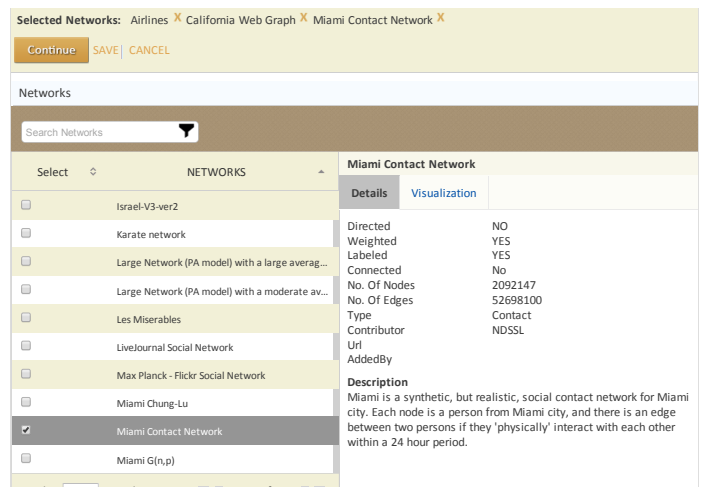 Selected Networks: Airlines X California Web Graph X Miami Contact Network X
Continue SAVE| CANCEL
Networks
Search Networks
Select NETWORKS
Israel-V3-ver2
Karate network
Large Network (PA model) with a large averag...
Large Network (PA model) with a moderate av...
Les Miserables
LiveJournal Social Network
Max Planck - Flickr Social Network
Miami Chung-Lu
Miami Contact Network
Miami G(n,p)
Miami Contact Network
Details Visualization
Directed NO
Weighted YES
Labeled YES
Connected No
No. Of Nodes 2092147
No. Of Edges 52698100
Type Contact
Contributor NDSSL
Url
AddedBy
Description
Miami is a synthetic, but realistic, social contact network for Miami
city. Each node is a person from Miami city, and there is an edge
between two persons if they 'physically' interact with each other
within a 24 hour period.